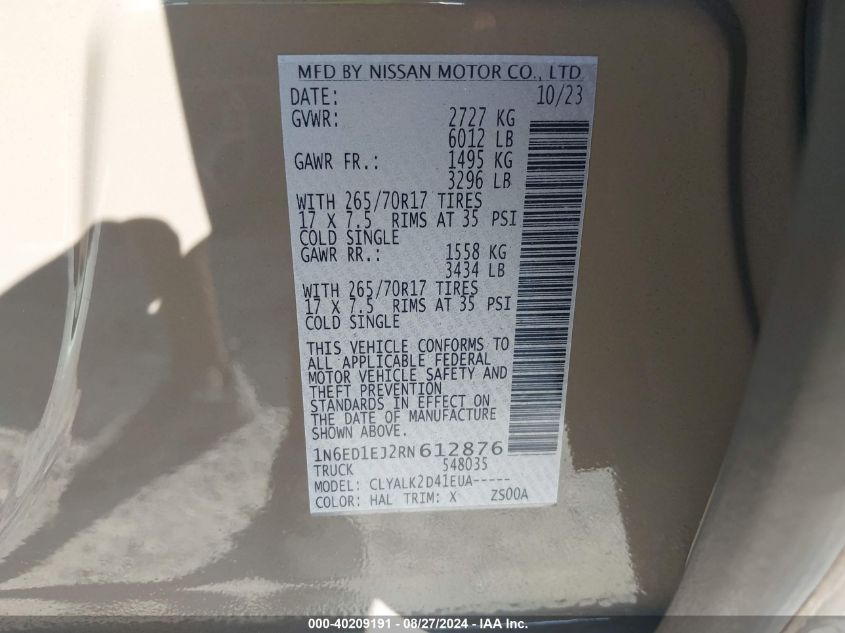 MFD BY NISSAN MOTOR CO., LTD
DATE: 10/23
GVWR: 2727 KG
6012 LB
GAWR FR.: 1495 KG
3296 LB
WITH 265/70R17 TIRES
17 X 7.5 RIMS AT 35 PSI
COLD SINGLE
GAWR RR.: 1558 KG
3434 LB
WITH 265/70R17 TIRES
17 X 7.5 RIMS AT 35 PSI
COLD SINGLE
THIS VEHICLE CONFORMS TO
ALL APPLICABLE FEDERAL
MOTOR VEHICLE SAFETY AND
THEFT PREVENTION
STANDARDS IN EFFECT ON
THE DATE OF MANUFACTURE
SHOWN ABOVE.
1N6ED1EJ2RN612876
TRUCK 548035
MODEL: CLYALK2D41EUA-----
COLOR: HAL TRIM: X ZS00A
000-40209191 - 08/27/2024 - IAA Inc.